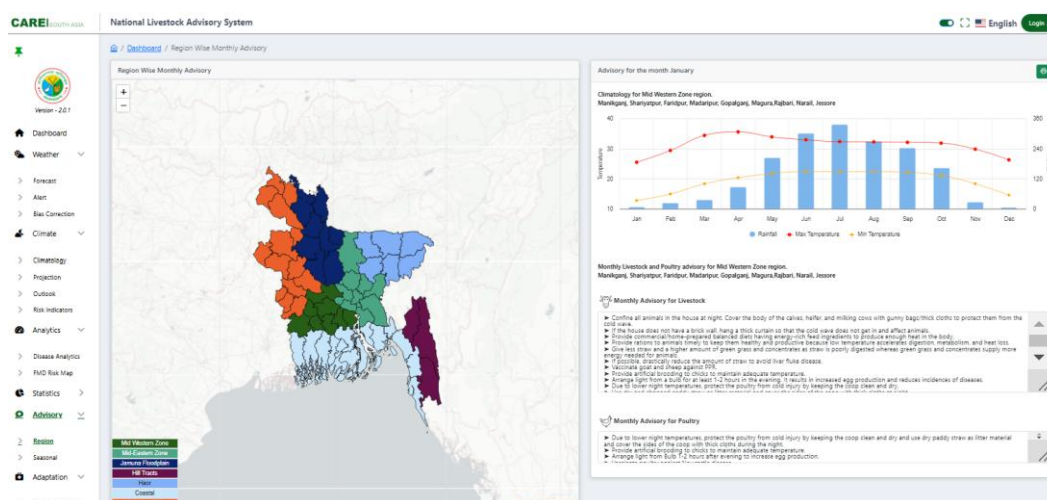 CARE SOUTH ASIA
National Livestock Advisory System
English
Login
/ Dashboard / Region Wise Monthly Advisory
Version - 2.0.1
Dashboard
Weather
Forecast
Alert
Bias Correction
Climate
Climatology
Projection
Outlook
Risk Indicators
Analytics
Disease Analytics
FMD Risk Map
Statistics
Advisory
Region
Seasonal
Adaptation
Region Wise Monthly Advisory
+
−
Mid Western Zone
Mid-Eastern Zone
Jamuna Floodplain
Hill Tracts
Haor
Coastal
Advisory for the month January
Climatology for Mid Western Zone region.
Manikganj, Shariyatpur, Faridpur, Madaripur, Gopalganj, Magura,Rajbari, Narail, Jessore
Temperature
40
30
20
10
360
240
120
0
Jan Feb Mar Apr May Jun Jul Aug Sep Oct Nov Dec
Rainfall Max Temperature Min Temperature
Monthly Livestock and Poultry advisory for Mid Western Zone region.
Manikganj, Shariyatpur, Faridpur, Madaripur, Gopalganj, Magura,Rajbari, Narail, Jessore
Monthly Advisory for Livestock
➤ Confine all animals in the house at night. Cover the body of the calves, heifer, and milking cows with gunny bags/thick cloths to protect them from the
cold wave.
➤ If the house does not have a brick wall, hang a thick curtain so that the cold wave does not get in and affect animals.
➤ Provide commercial/home-prepared balanced diets having energy-rich feed ingredients to produce enough heat in the body.
➤ Provide rations to animals timely to keep them healthy and productive because low temperature accelerates digestion, metabolism, and heat loss.
➤ Give less straw and a higher amount of green grass and concentrates as straw is poorly digested whereas green grass and concentrates supply more
energy needed for animals.
➤ If possible, drastically reduce the amount of straw to avoid liver fluke disease.
➤ Vaccinate goat and sheep against PPR.
➤ Provide artificial brooding to chicks to maintain adequate temperature.
➤ Arrange light from a bulb for at least 1-2 hours in the evening. It results in increased egg production and reduces incidences of diseases.
➤ Due to lower night temperatures, protect the poultry from cold injury by keeping the coop clean and dry.
Monthly Advisory for Poultry
➤ Due to lower night temperatures, protect the poultry from cold injury by keeping the coop clean and dry and use dry paddy straw as litter material
and cover the sides of the coop with thick cloths during the night.
➤ Provide artificial brooding to chicks to maintain adequate temperature.
➤ Arrange light from Bulb 1-2 hours after evening to increase egg production.